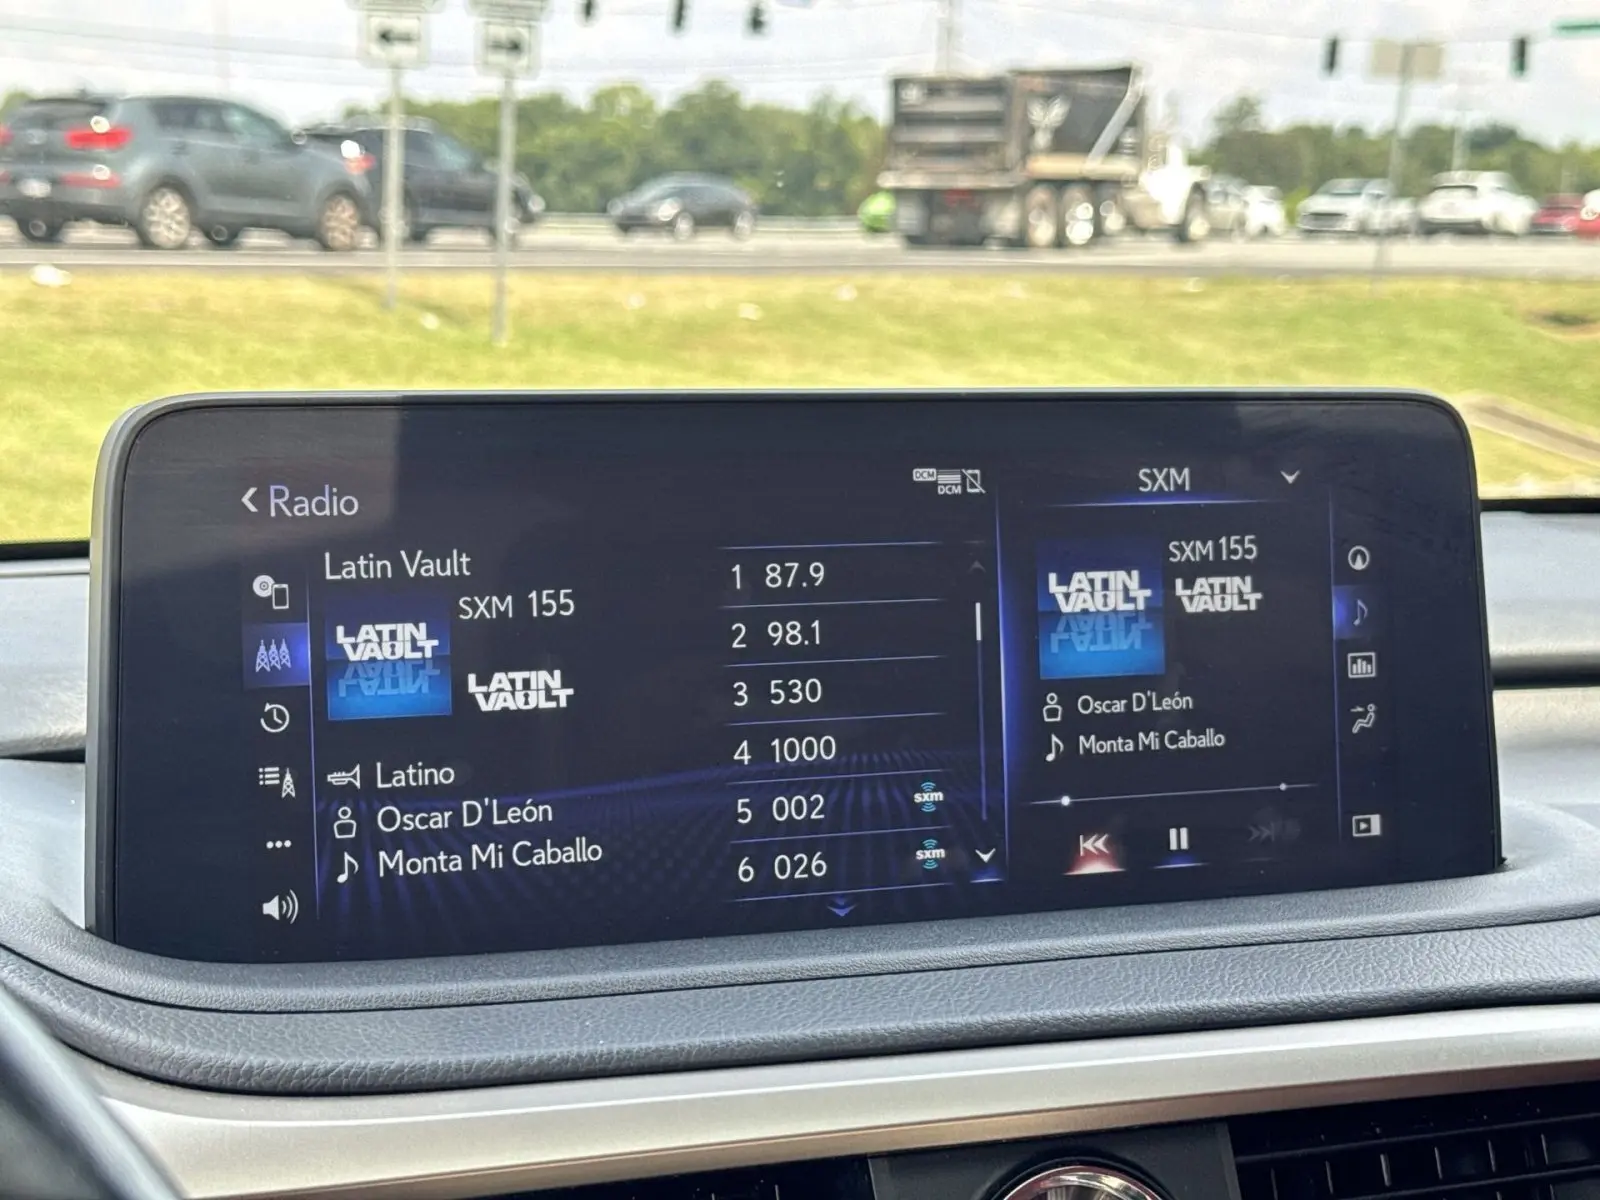 Radio
DCM
DCM
SXM
Latin Vault
SXM 155
LATIN
VAULT
LATIN
VAULT
Latino
Oscar D'León
Monta Mi Caballo
1 87.9
2 98.1
3 530
4 1000
5 002 sxm
6 026 sxm
SXM 155
LATIN
VAULT
LATIN
VAULT
Oscar D'León
Monta Mi Caballo